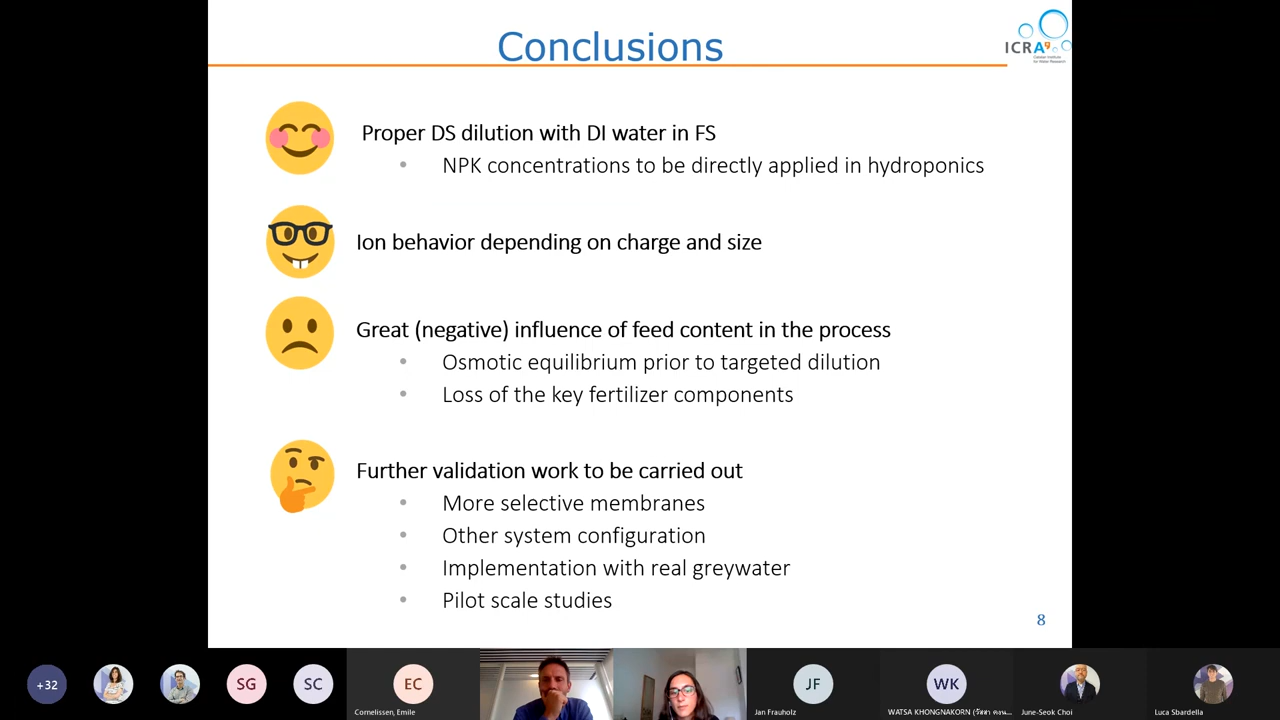 Conclusions
ICRA
Proper DS dilution with DI water in FS
• NPK concentrations to be directly applied in hydroponics
Ion behavior depending on charge and size
Great (negative) influence of feed content in the process
• Osmotic equilibrium prior to targeted dilution
• Loss of the key fertilizer components
Further validation work to be carried out
• More selective membranes
• Other system configuration
• Implementation with real greywater
• Pilot scale studies
8
+32
SG
SC
EC
JF
WK
Cornelissen, Emile
Jan Frauholz
WATSA KHONGNAKORN
June-Seok Choi
Luca Sbardella